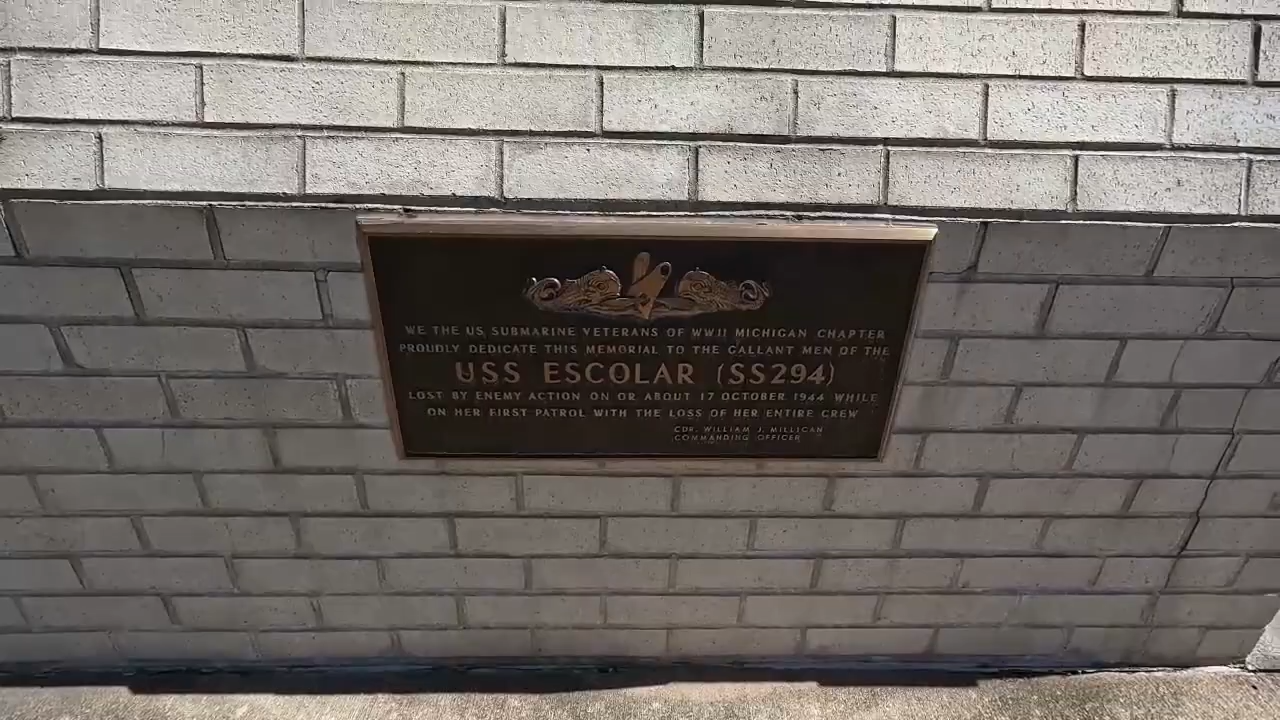 WE THE US SUBMARINE VETERANS OF WWII MICHIGAN CHAPTER
PROUDLY DEDICATE THIS MEMORIAL TO THE GALLANT MEN OF THE
USS ESCOLAR (SS294)
LOST BY ENEMY ACTION ON OR ABOUT 17 OCTOBER 1944 WHILE
ON HER FIRST PATROL WITH THE LOSS OF HER ENTIRE CREW
CDR. WILLIAM J. MILLICAN
COMMANDING OFFICER